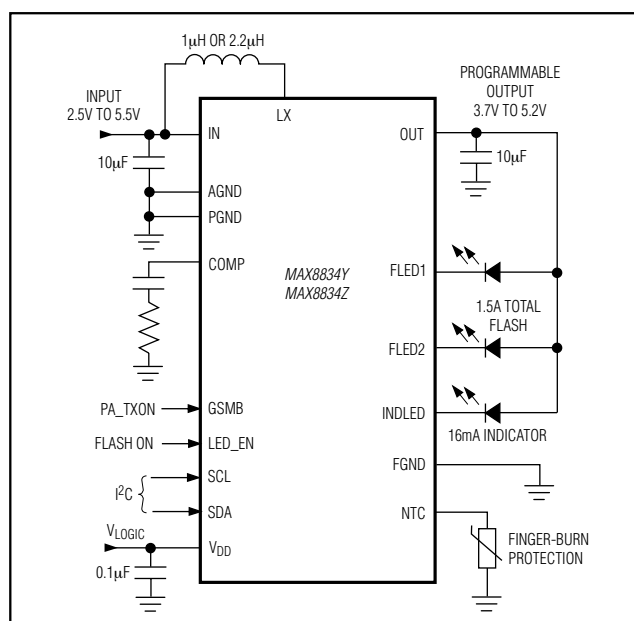 1µH OR 2.2µH
INPUT
2.5V TO 5.5V
PROGRAMMABLE
OUTPUT
3.7V TO 5.2V
LX
IN
OUT
10µF
10µF
AGND
PGND
COMP
MAX8834Y
MAX8834Z
FLED1
1.5A TOTAL
FLASH
FLED2
PA_TXON
GSMB
INDLED
16mA INDICATOR
FLASH ON
LED_EN
I²C
SCL
FGND
SDA
NTC
VLOGIC
VDD
FINGER-BURN
PROTECTION
0.1µF